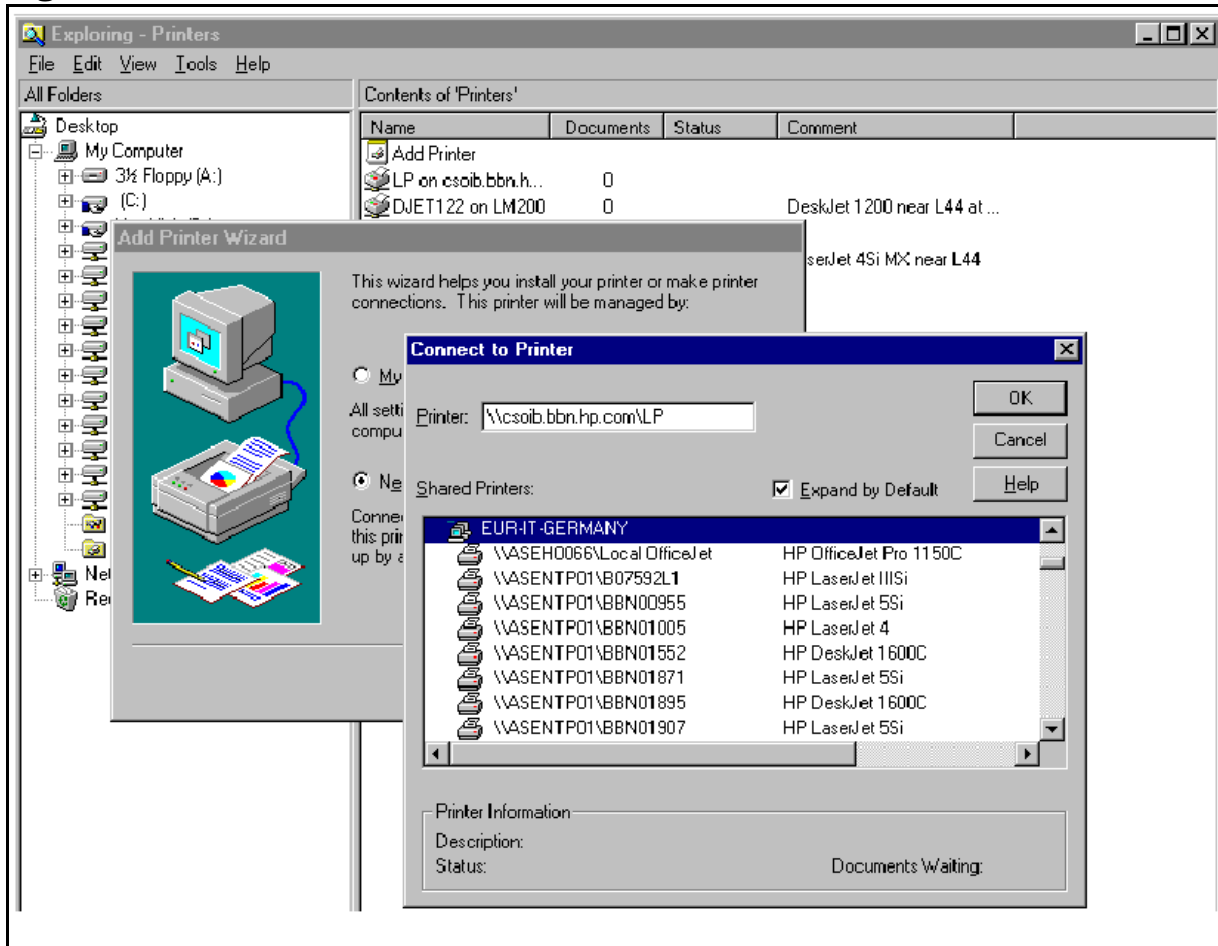 Exploring - Printers
File Edit View Tools Help
All Folders
Contents of 'Printers'
Desktop
My Computer
3½ Floppy (A:)
(C:)
Net
Name Documents Status Comment
Add Printer
LP on csoib.bbn.h... 0
DJET122 on LM200 0 DeskJet 1200 near L44 at ...
serJet 4Si MX near L44
Add Printer Wizard
This wizard helps you install your printer or make printer
connections. This printer will be managed by:
My
All setti
compu
Ne
Connec
this prin
up by a
Connect to Printer
Printer: \\csoib.bbn.hp.com\LP
OK
Cancel
Help
Shared Printers:
Expand by Default
EUR-IT-GERMANY
\\ASEH0066\Local OfficeJet HP OfficeJet Pro 1150C
\\ASENTP01\B07592L1 HP LaserJet IIISi
\\ASENTP01\BBN00955 HP LaserJet 5Si
\\ASENTP01\BBN01005 HP LaserJet 4
\\ASENTP01\BBN01552 HP DeskJet 1600C
\\ASENTP01\BBN01871 HP LaserJet 5Si
\\ASENTP01\BBN01895 HP DeskJet 1600C
\\ASENTP01\BBN01907 HP LaserJet 5Si
Printer Information
Description:
Status:
Documents Waiting: